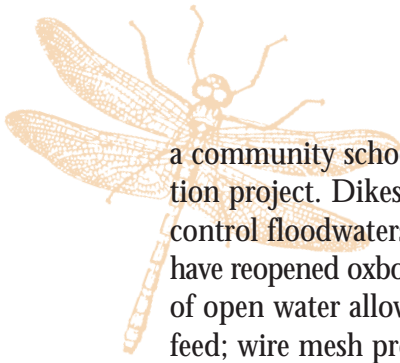 a community scho
tion project. Dikes
control floodwaters
have reopened oxbo
of open water allow
feed; wire mesh pr